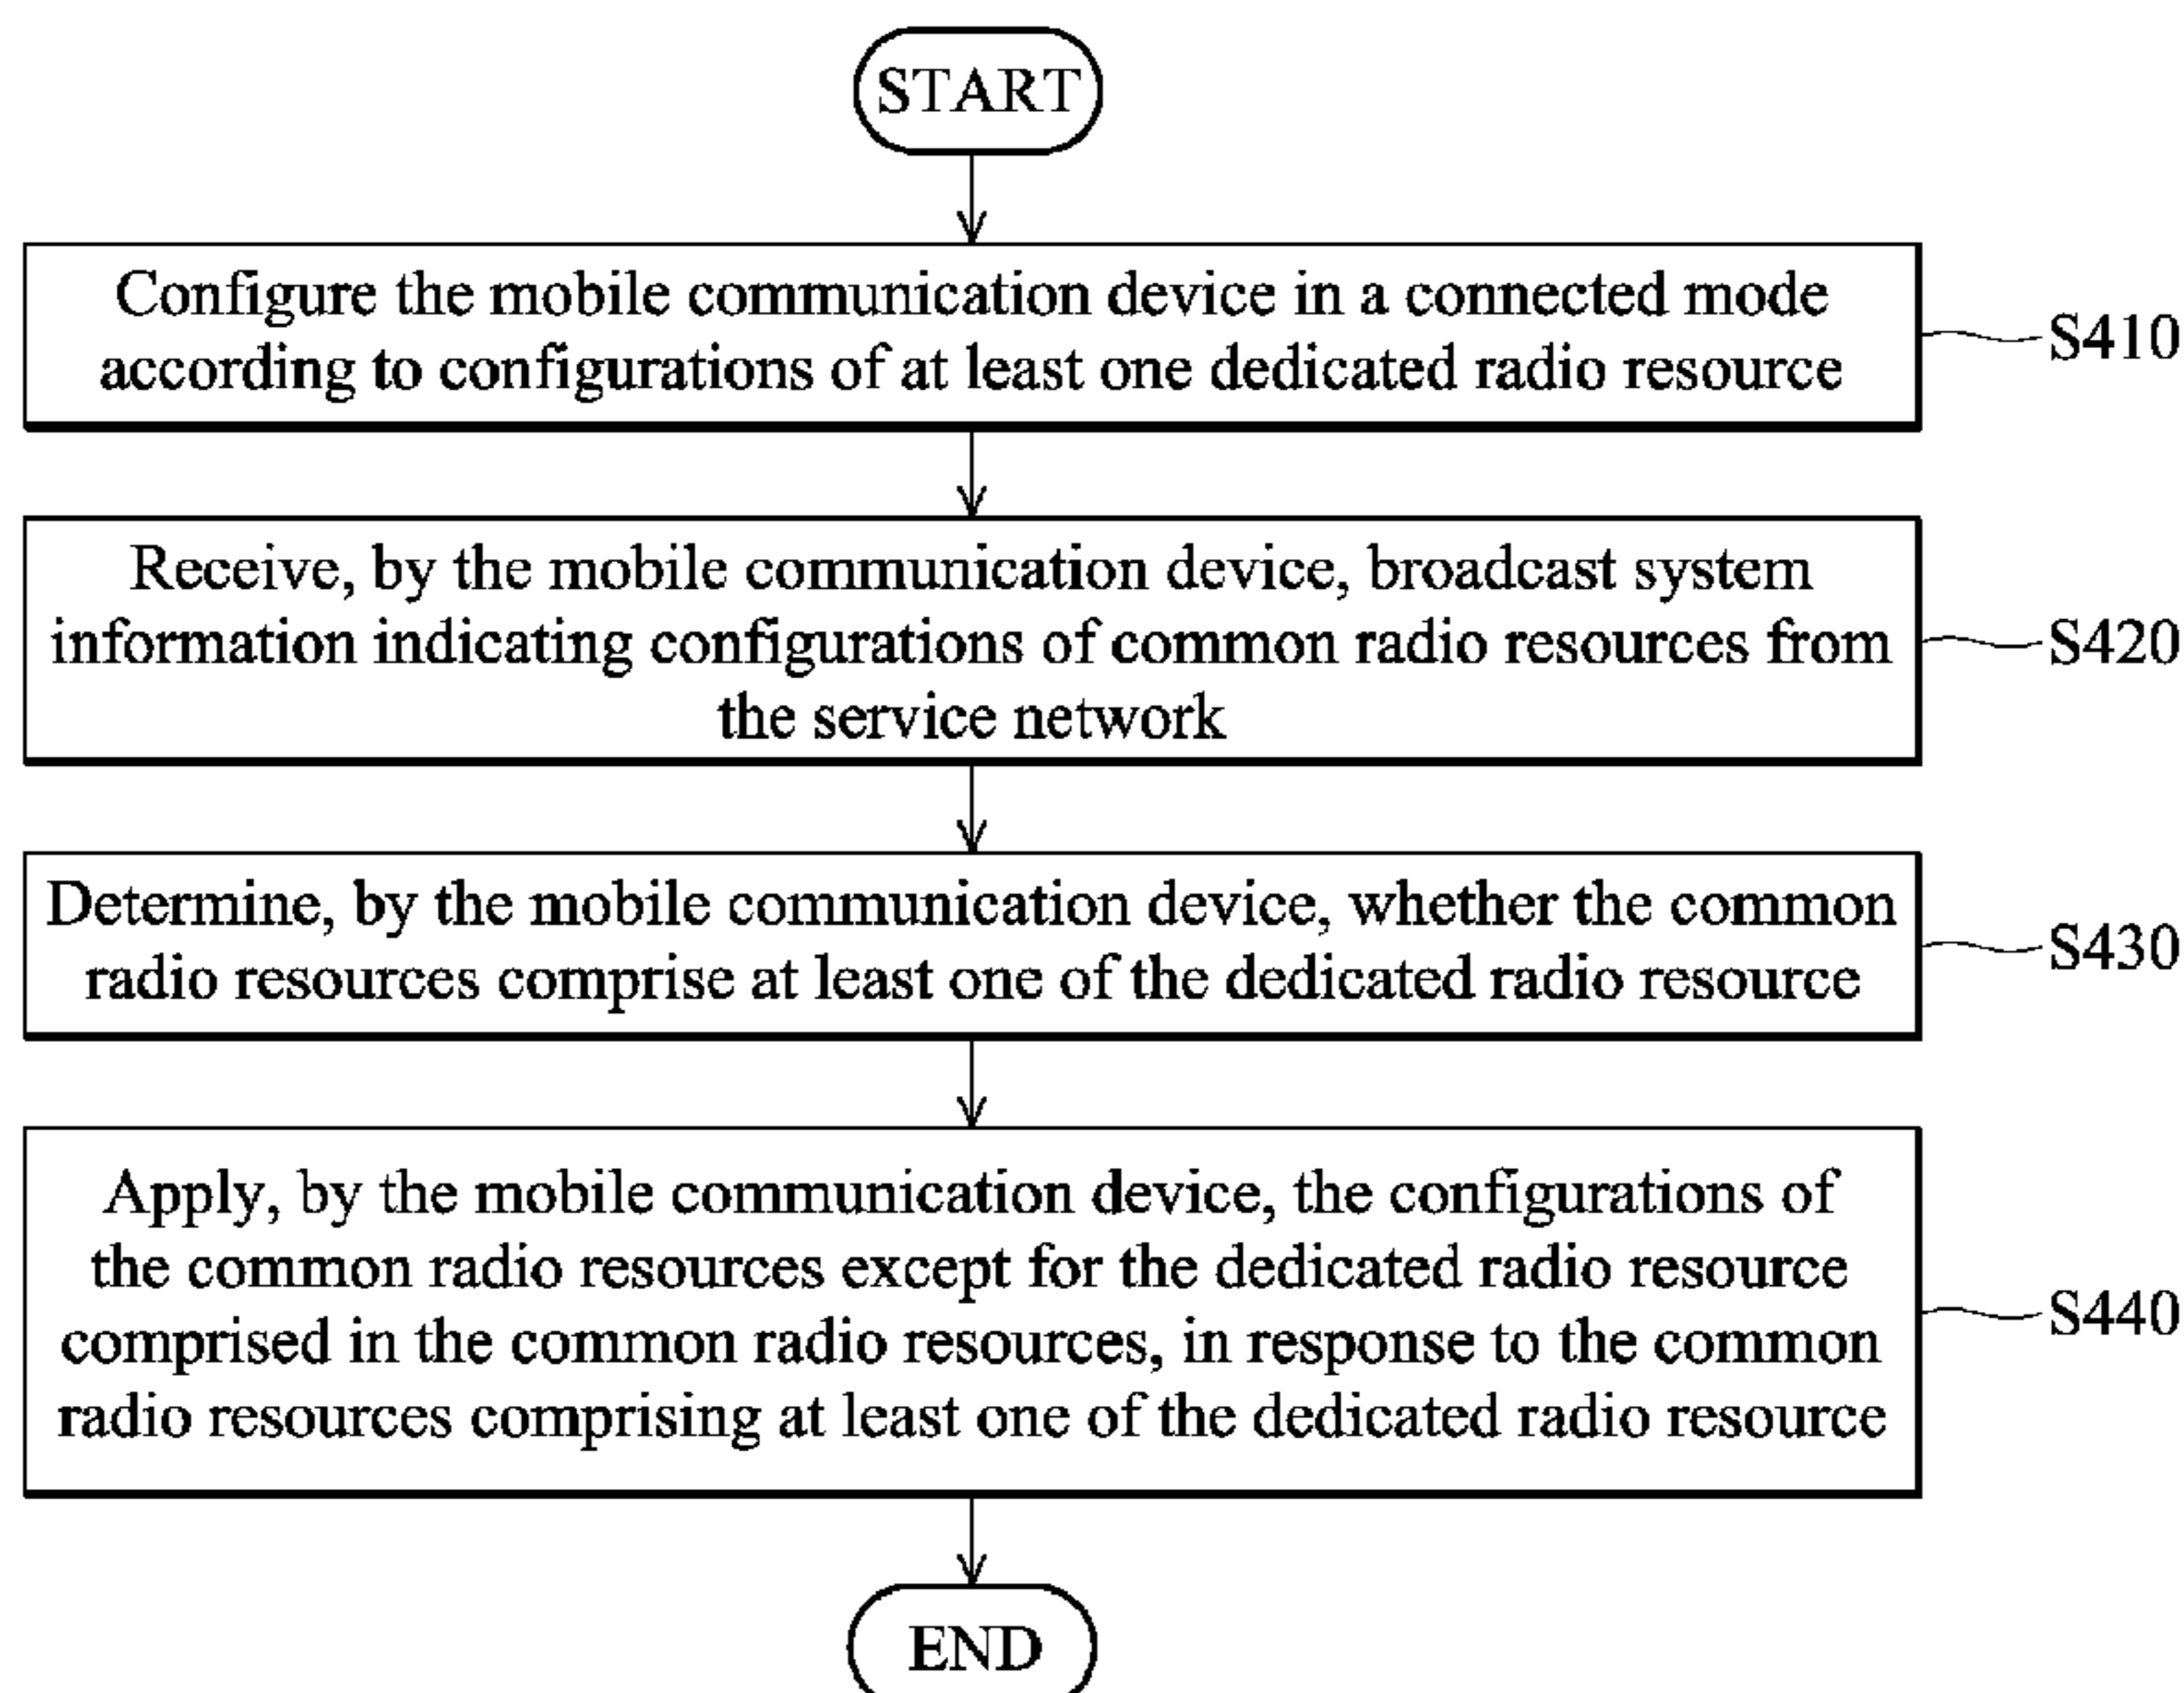 START
Configure the mobile communication device in a connected mode
according to configurations of at least one dedicated radio resource
S410
Receive, by the mobile communication device, broadcast system
information indicating configurations of common radio resources from
the service network
S420
Determine, by the mobile communication device, whether the common
radio resources comprise at least one of the dedicated radio resource
S430
Apply, by the mobile communication device, the configurations of
the common radio resources except for the dedicated radio resource
comprised in the common radio resources, in response to the common
radio resources comprising at least one of the dedicated radio resource
S440
END